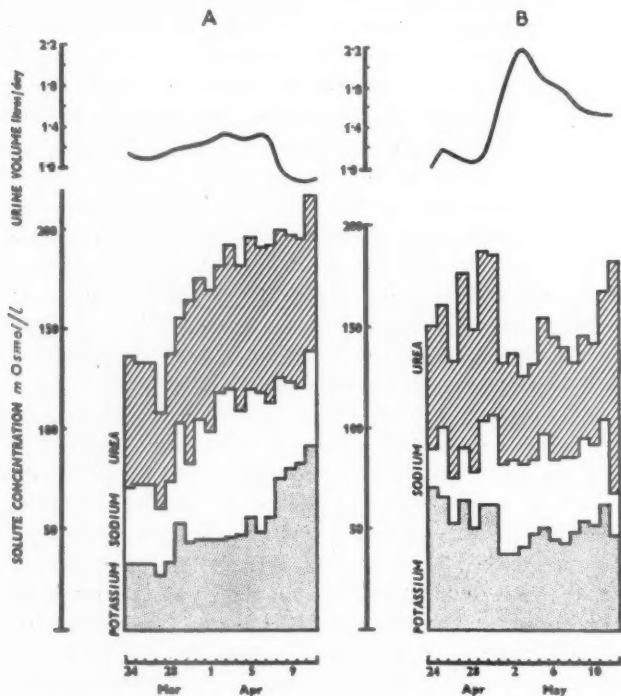 A
B
URINE VOLUME litres/day
2·2
1·8
1·4
1·0
2·2
1·8
1·4
1·0
SOLUTE CONCENTRATION m Osmol/l
200
150
100
50
200
150
100
50
UREA
SODIUM
POTASSIUM
UREA
SODIUM
POTASSIUM
24 28 1 5 9
Mar Apr
24 28 2 6 10
Apr May